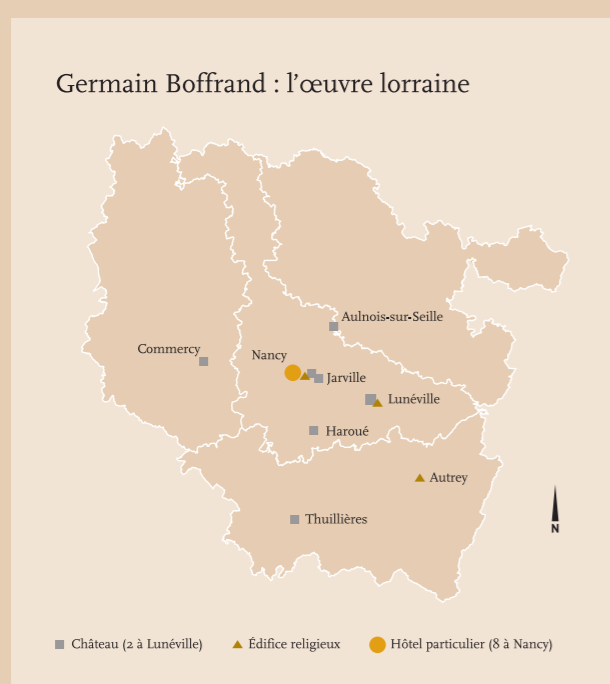 Germain Boffrand : l’œuvre lorraine
Aulnois-sur-Seille
Commercy
Nancy
Jarville
Lunéville
Haroué
Autrey
Thuillières
N
Château (2 à Lunéville)
Édifice religieux
Hôtel particulier (8 à Nancy)